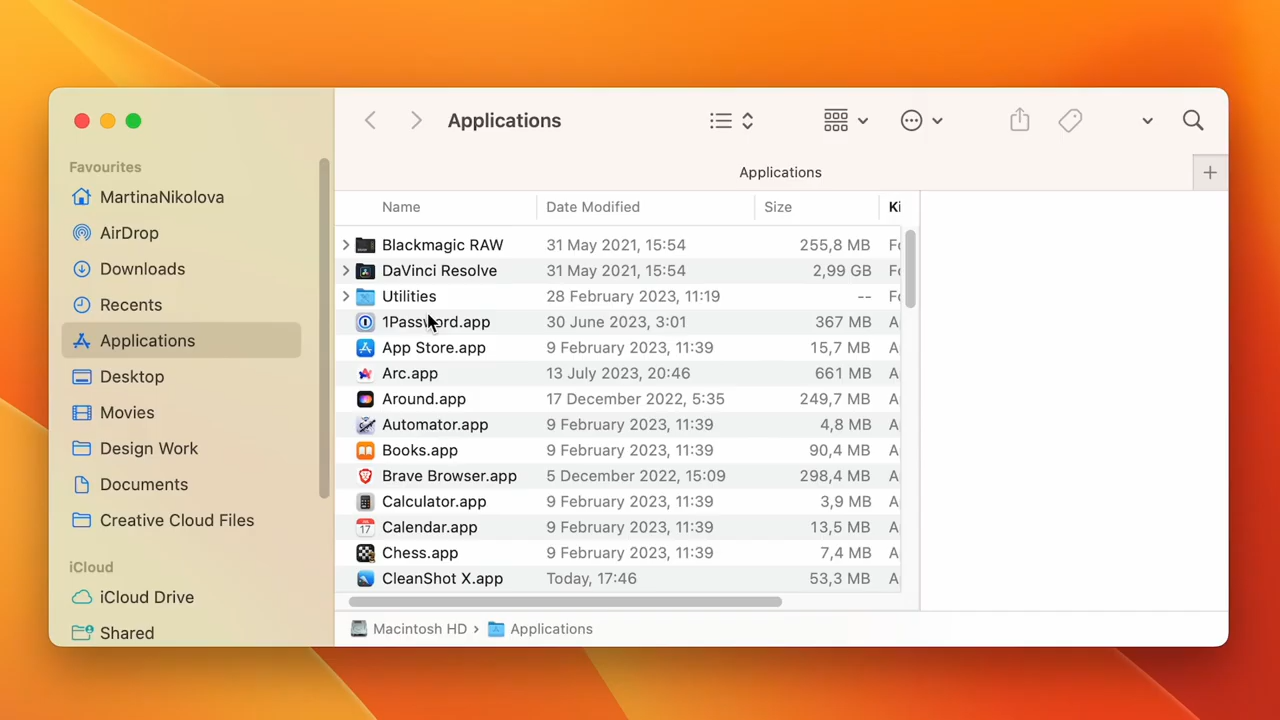 Applications
Applications
Favourites
MartinaNikolova
AirDrop
Downloads
Recents
Applications
Desktop
Movies
Design Work
Documents
Creative Cloud Files
iCloud
iCloud Drive
Shared
Name Date Modified Size Ki
Blackmagic RAW 31 May 2021, 15:54 255,8 MB Fo
DaVinci Resolve 31 May 2021, 15:54 2,99 GB Fo
Utilities 28 February 2023, 11:19 -- Fo
1Password.app 30 June 2023, 3:01 367 MB A
App Store.app 9 February 2023, 11:39 15,7 MB A
Arc.app 13 July 2023, 20:46 661 MB A
Around.app 17 December 2022, 5:35 249,7 MB A
Automator.app 9 February 2023, 11:39 4,8 MB A
Books.app 9 February 2023, 11:39 90,4 MB A
Brave Browser.app 5 December 2022, 15:09 298,4 MB A
Calculator.app 9 February 2023, 11:39 3,9 MB A
17 Calendar.app 9 February 2023, 11:39 13,5 MB A
Chess.app 9 February 2023, 11:39 7,4 MB A
CleanShot X.app Today, 17:46 53,3 MB A
Macintosh HD › Applications